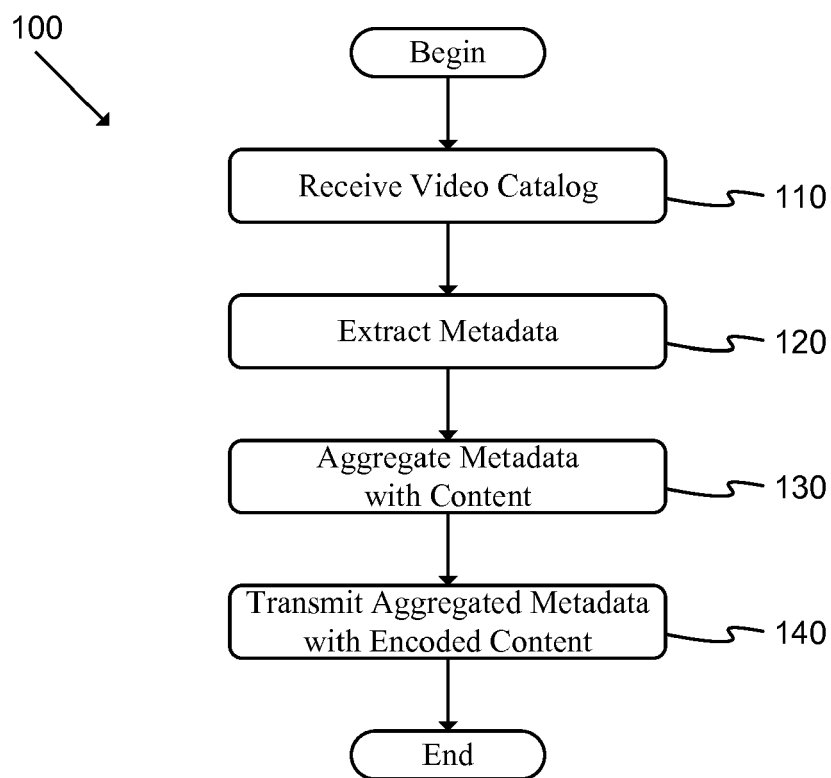 100
Begin
Receive Video Catalog
110
Extract Metadata
120
Aggregate Metadata
with Content
130
Transmit Aggregated Metadata
with Encoded Content
140
End